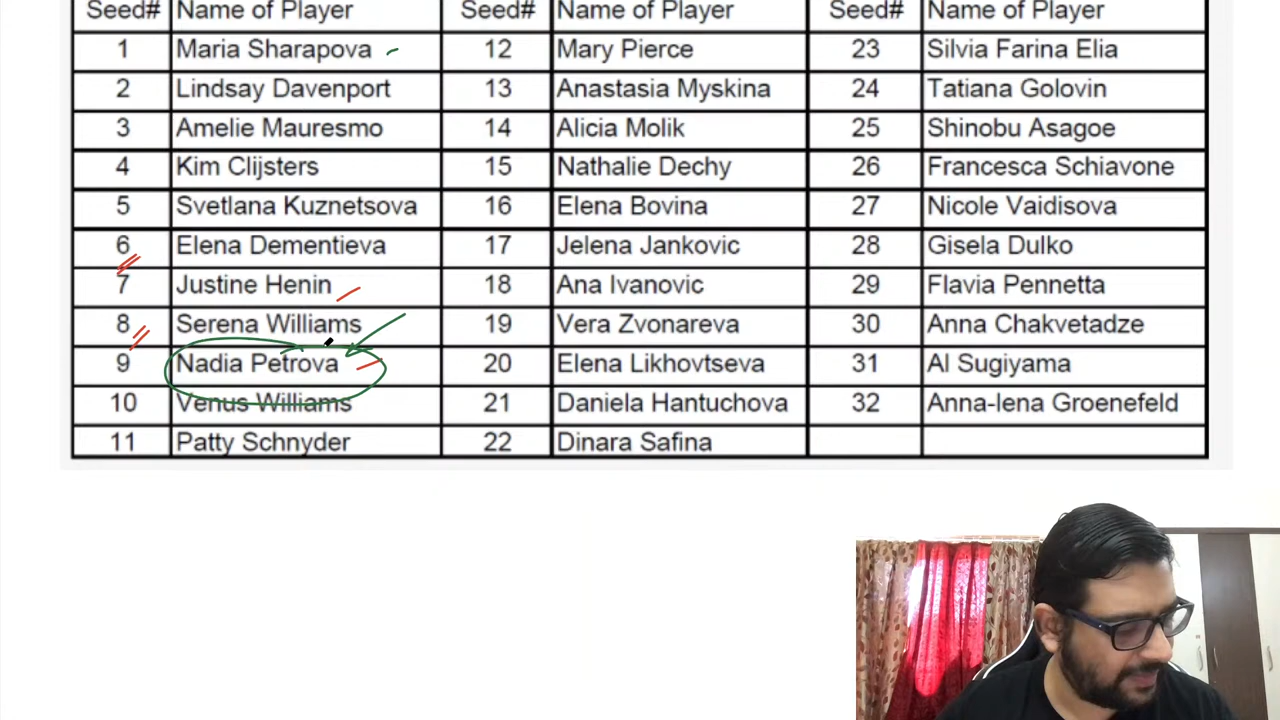 Seed# Name of Player Seed# Name of Player Seed# Name of Player
1 Maria Sharapova 12 Mary Pierce 23 Silvia Farina Elia
2 Lindsay Davenport 13 Anastasia Myskina 24 Tatiana Golovin
3 Amelie Mauresmo 14 Alicia Molik 25 Shinobu Asagoe
4 Kim Clijsters 15 Nathalie Dechy 26 Francesca Schiavone
5 Svetlana Kuznetsova 16 Elena Bovina 27 Nicole Vaidisova
6 Elena Dementieva 17 Jelena Jankovic 28 Gisela Dulko
7 Justine Henin 18 Ana Ivanovic 29 Flavia Pennetta
8 Serena Williams 19 Vera Zvonareva 30 Anna Chakvetadze
9 Nadia Petrova 20 Elena Likhovtseva 31 Al Sugiyama
10 Venus Williams 21 Daniela Hantuchova 32 Anna-lena Groenefeld
11 Patty Schnyder 22 Dinara Safina